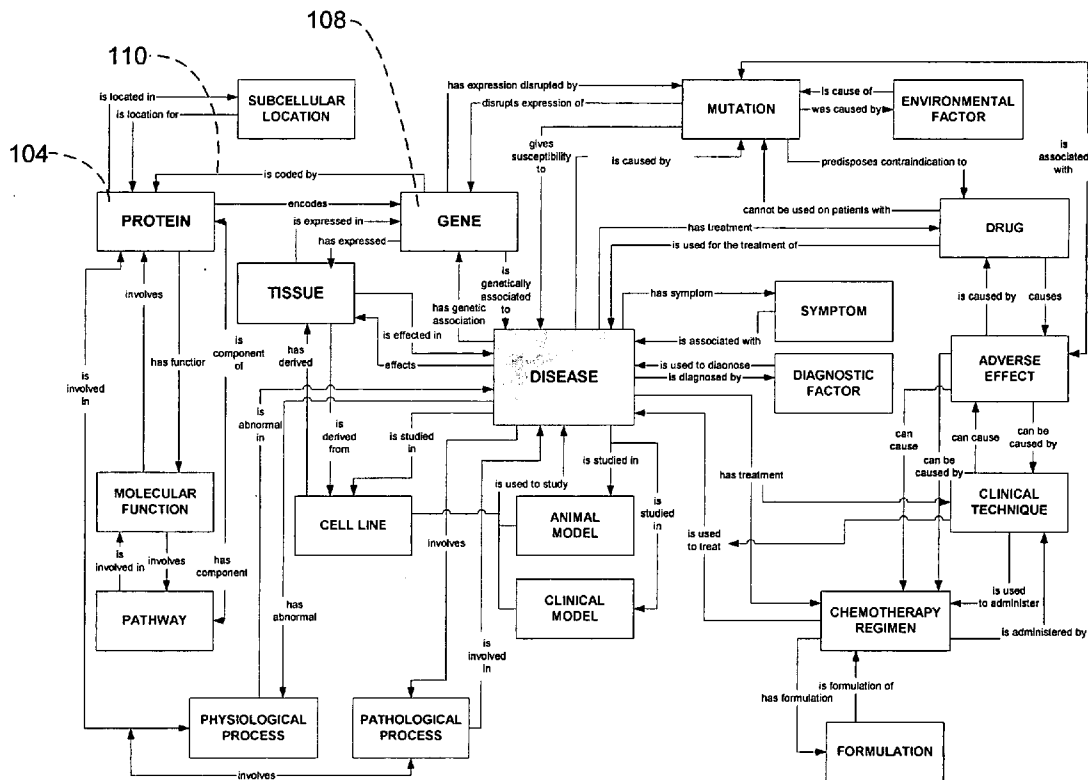 108
110
104
is located in
SUBCELLULAR
LOCATION
is location for
has expression disrupted by
disrupts expression of
MUTATION
is cause of
was caused by
ENVIRONMENTAL
FACTOR
gives
susceptibility
to
is caused by
predisposes contraindication to
is
associated
with
is coded by
PROTEIN
encodes
GENE
is expressed in
has expressed
cannot be used on patients with
has treatment
is used for the treatment of
DRUG
involves
TISSUE
has genetic
association
is
genetically
associated
to
has symptom
SYMPTOM
is associated with
is caused by
causes
is
involved
in
has function
is
component
of
has
derived
is effected in
effects
DISEASE
is used to diagnose
is diagnosed by
DIAGNOSTIC
FACTOR
ADVERSE
EFFECT
is
abnormal
in
is
derived
from
is studied
in
can
cause
can be
caused by
can cause
can be
caused by
MOLECULAR
FUNCTION
CELL LINE
is used to study
is studied in
ANIMAL
MODEL
is
studied
in
has treatment
CLINICAL
TECHNIQUE
is
involved in
involves
has
component
involves
is used
to treat
PATHWAY
has
abnormal
CLINICAL
MODEL
is used
to administer
CHEMOTHERAPY
REGIMEN
is administered by
is
involved
in
has formulation
is formulation of
PHYSIOLOGICAL
PROCESS
PATHOLOGICAL
PROCESS
FORMULATION
involves